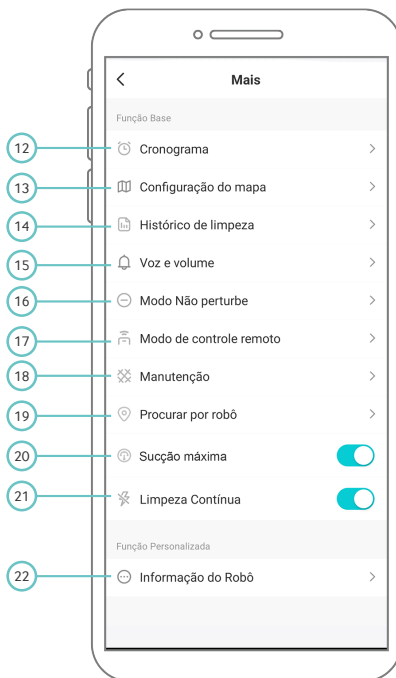 Mais
Função Base
12 Cronograma
13 Configuração do mapa
14 Histórico de limpeza
15 Voz e volume
16 Modo Não perturbe
17 Modo de controle remoto
18 Manutenção
19 Procurar por robô
20 Sucção máxima
21 Limpeza Contínua
Função Personalizada
22 Informação do Robô